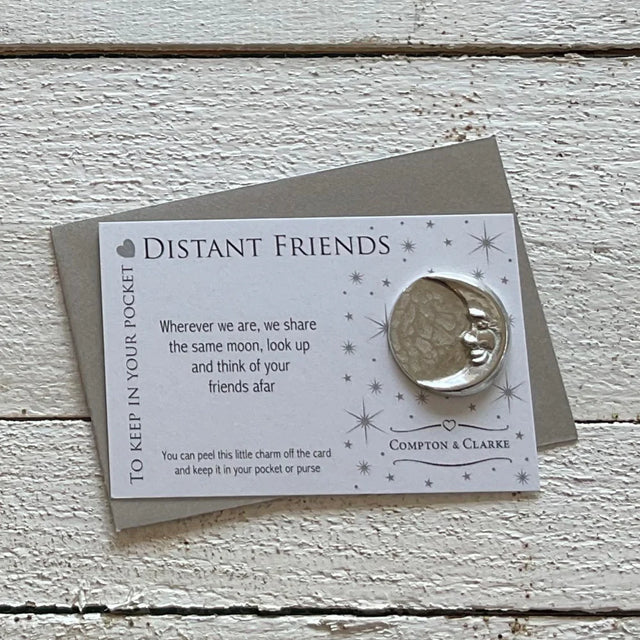 DISTANT FRIENDS
TO KEEP IN YOUR POCKET
Wherever we are, we share
the same moon, look up
and think of your
friends afar
You can peel this little charm off the card
and keep it in your pocket or purse
COMPTON & CLARKE